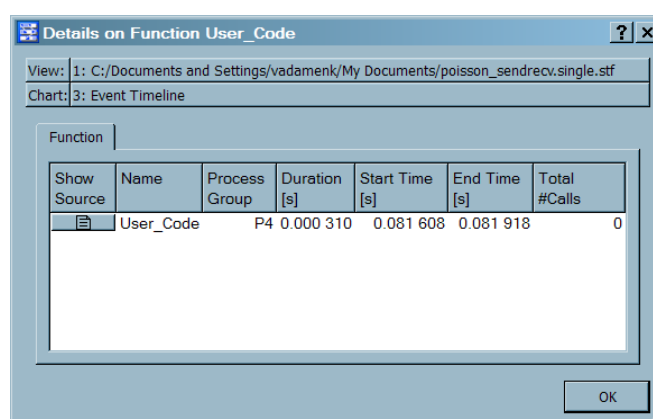 Details on Function User_Code ? x
View: 1: C:/Documents and Settings/vadamenk/My Documents/poisson_sendrecv.single.stf
Chart: 3: Event Timeline
Function
Show Name Process Duration Start Time End Time Total
Source Group [s] [s] [s] #Calls
User_Code P4 0.000 310 0.081 608 0.081 918 0
OK